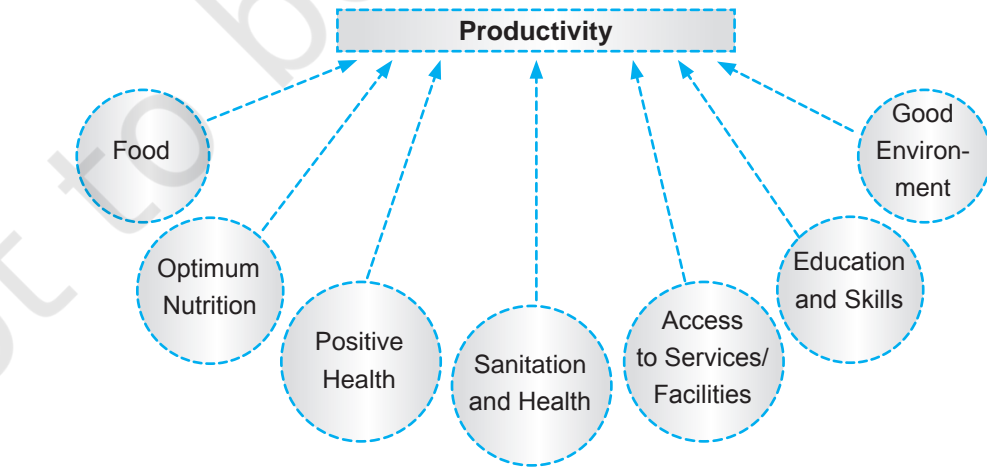 Productivity
Food
Optimum
Nutrition
Positive
Health
Sanitation
and Health
Access
to Services/
Facilities
Education
and Skills
Good
Environ-
ment